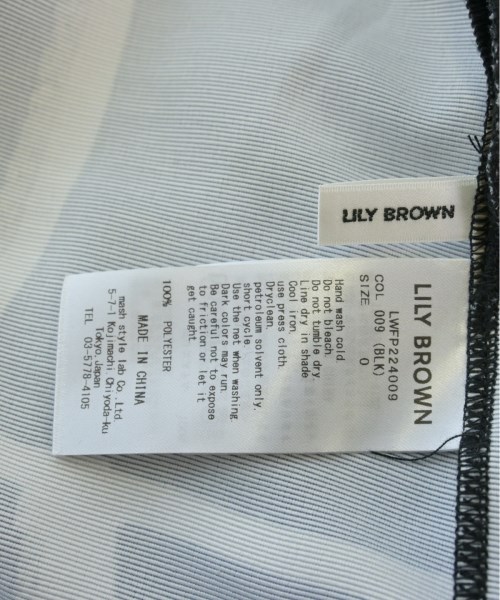 LILY BROWN
LILY BROWN
LWFP224009
COL 009 (BLK)
SIZE 0
Hand wash cold.
Do not bleach.
Do not tumble dry.
Line dry in shade
Cool iron.
use press cloth.
Dryclean.
petroleum solvent only.
short cycle.
Use the net when washing.
Dark colors may run.
Be careful not to expose
to friction or let it
get caught.
100% POLYESTER
MADE IN CHINA
mash style lab Co.,Ltd.
5-7-1 Kojimachi Chiyoda-ku
Tokyo,Japan
TEL 03-5778-4105